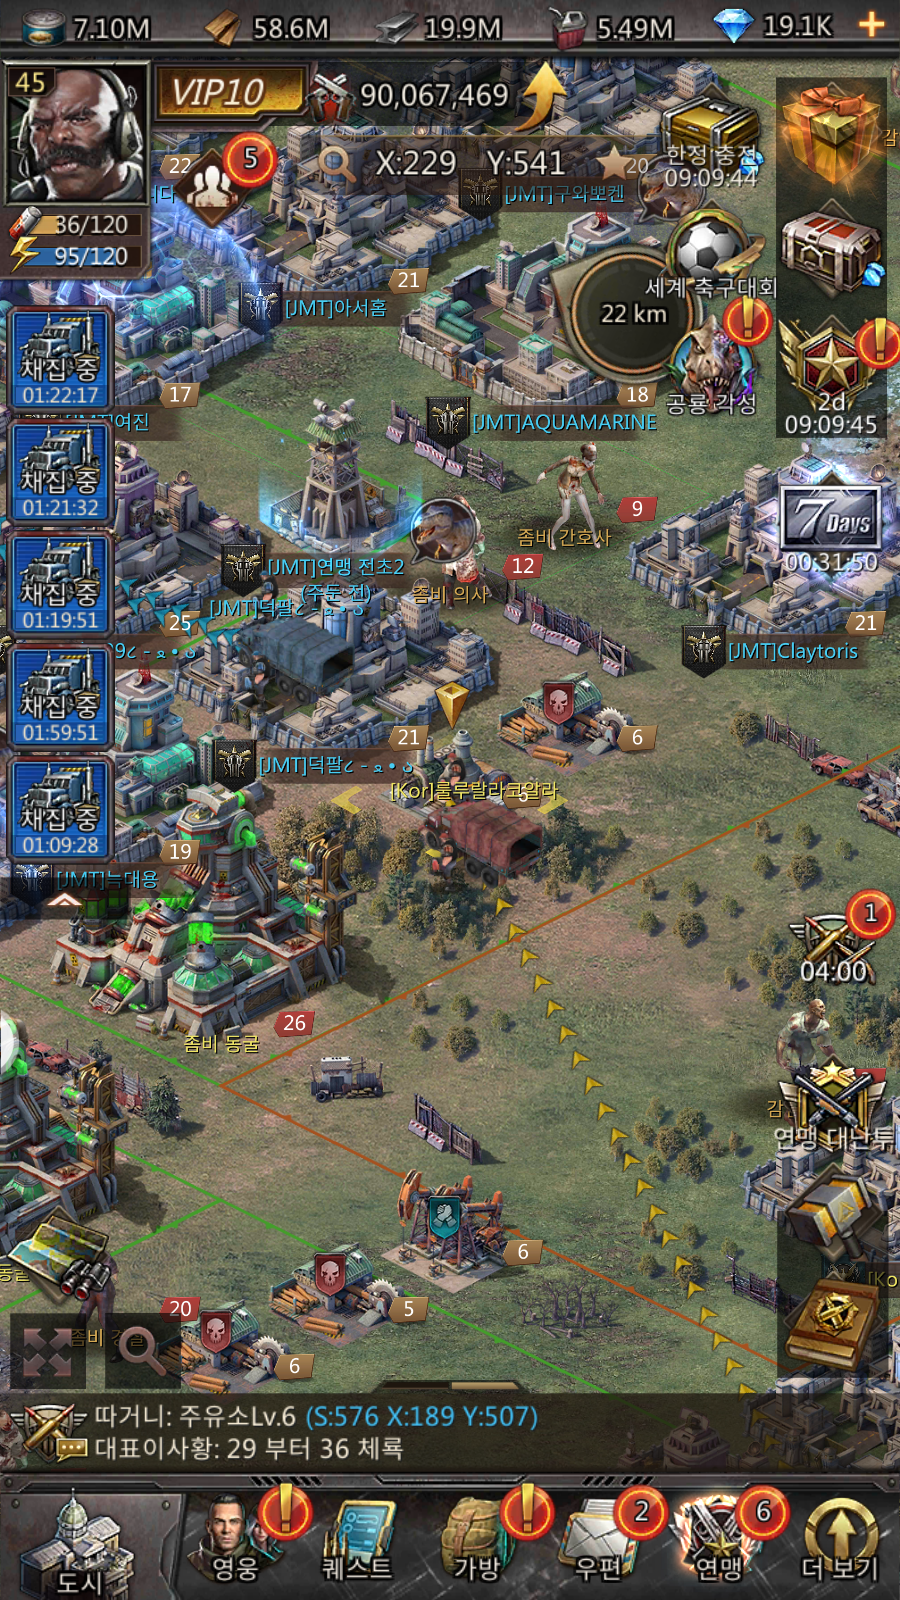 7.10M 58.6M 19.9M 5.49M 19.1K
45
VIP10
90,067,469
22
5
X:229 Y:541
20
한정 충전
09:09:44
[JMT]구와뽀켄
36/120
95/120
21
[JMT]아서홈
세계 축구대회
22 km
채집 중
01:22:17
17
18
공룡 각성
2d
09:09:45
[JMT]AQUAMARINE
채집 중
01:21:32
9
좀비 간호사
7 Days
00:31:50
[JMT]연맹 전초2
(주둔 전)
12
좀비 의사
채집 중
01:19:51
25
21
[JMT]Claytoris
채집 중
01:59:51
21
6
[Kor]룰루랄라코알라
채집 중
01:09:28
19
[JMT]늑대용
1
04:00
26
좀비 동굴
연맹 대난투
6
5
20
6
따거니: 주유소Lv.6 (S:576 X:189 Y:507)
대표이사황: 29 부터 36 체룍
도시
영웅
퀘스트
가방
2
우편
6
연맹
더 보기